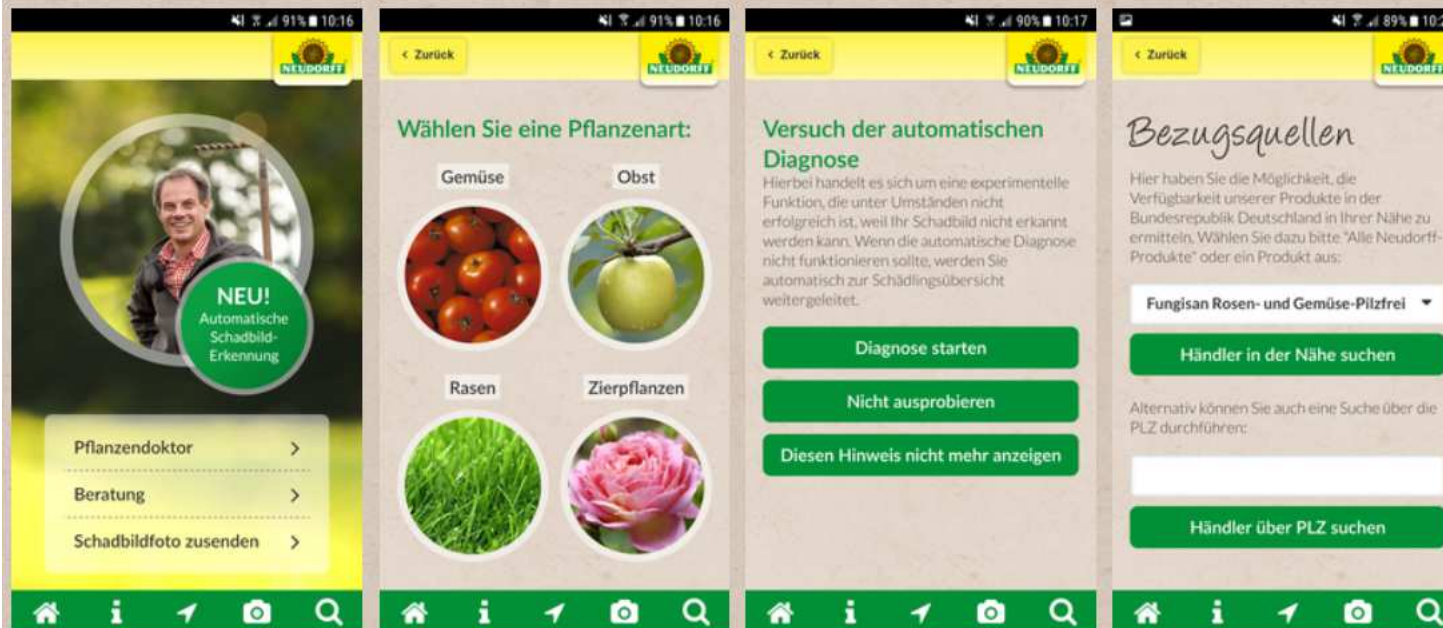 91% 10:16
NEUDORFF
NEU!
Automatische
Schadbild-
Erkennung
Pflanzendoktor
Beratung
Schadbildfoto zusenden
91% 10:16
< Zurück
NEUDORFF
Wählen Sie eine Pflanzenart:
Gemüse Obst
Rasen Zierpflanzen
90% 10:17
< Zurück
NEUDORFF
Versuch der automatischen
Diagnose
Hierbei handelt es sich um eine experimentelle
Funktion, die unter Umständen nicht
erfolgreich ist, weil Ihr Schadbild nicht erkannt
werden kann. Wenn die automatische Diagnose
nicht funktionieren sollte, werden Sie
automatisch zur Schädlingsübersicht
weitergeleitet.
Diagnose starten
Nicht ausprobieren
Diesen Hinweis nicht mehr anzeigen
89% 10:2
< Zurück
NEUDORFF
Bezugsquellen
Hier haben Sie die Möglichkeit, die
Verfügbarkeit unserer Produkte in der
Bundesrepublik Deutschland in Ihrer Nähe zu
ermitteln. Wählen Sie dazu bitte "Alle Neudorff-
Produkte" oder ein Produkt aus:
Fungisan Rosen- und Gemüse-Pilzfrei
Händler in der Nähe suchen
Alternativ können Sie auch eine Suche über die
PLZ durchführen:
Händler über PLZ suchen